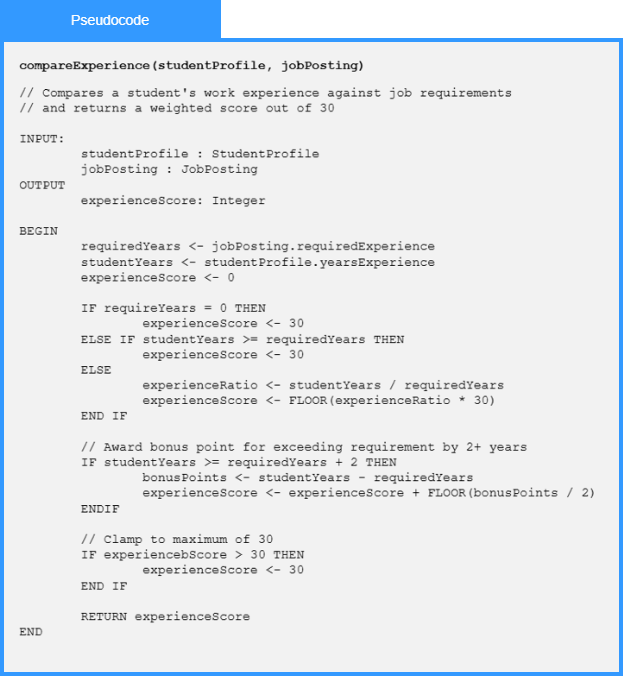 Pseudocode
compareExperience(studentProfile, jobPosting)
// Compares a student's work experience against job requirements
// and returns a weighted score out of 30
INPUT:
studentProfile : StudentProfile
jobPosting : JobPosting
OUTPUT
experienceScore: Integer
BEGIN
requiredYears <- jobPosting.requiredExperience
studentYears <- studentProfile.yearsExperience
experienceScore <- 0
IF requireYears = 0 THEN
experienceScore <- 30
ELSE IF studentYears >= requiredYears THEN
experienceScore <- 30
ELSE
experienceRatio <- studentYears / requiredYears
experienceScore <- FLOOR(experienceRatio * 30)
END IF
// Award bonus point for exceeding requirement by 2+ years
IF studentYears >= requiredYears + 2 THEN
bonusPoints <- studentYears - requiredYears
experienceScore <- experienceScore + FLOOR(bonusPoints / 2)
ENDIF
// Clamp to maximum of 30
IF experiencebScore > 30 THEN
experienceScore <- 30
END IF
RETURN experienceScore
END